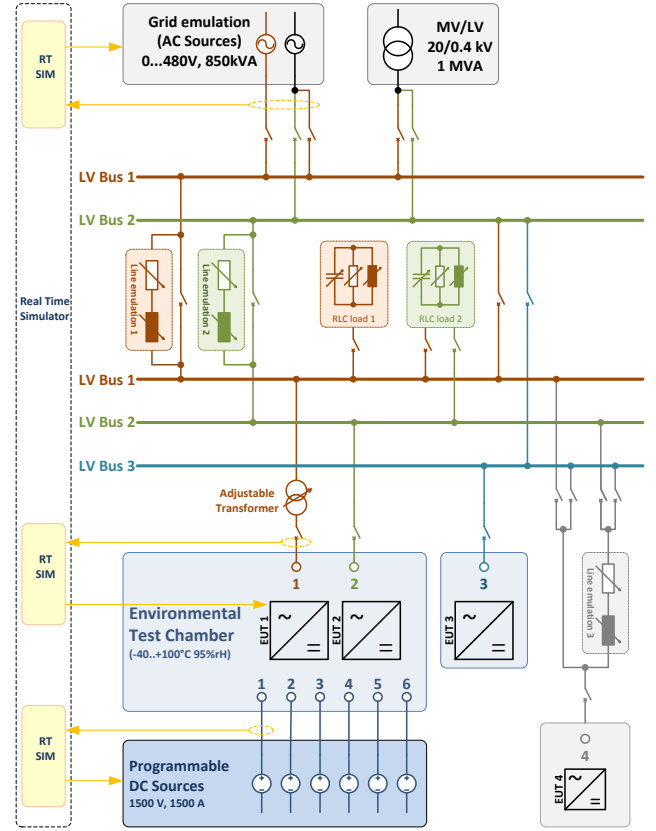 RT
SIM
Grid emulation
(AC Sources)
0...480V, 850kVA
MV/LV
20/0.4 kV
1 MVA
LV Bus 1
LV Bus 2
Real Time
Simulator
Line emulation 1
Line emulation 2
RLC load 1
RLC load 2
LV Bus 1
LV Bus 2
LV Bus 3
Adjustable
Transformer
RT
SIM
1
2
3
Environmental
Test Chamber
(-40..+100°C 95%rH)
EUT 1
~
=
EUT 2
~
=
EUT 3
~
=
Line emulation 3
1
2
3
4
5
6
4
EUT 4
~
=
RT
SIM
Programmable
DC Sources
1500 V, 1500 A